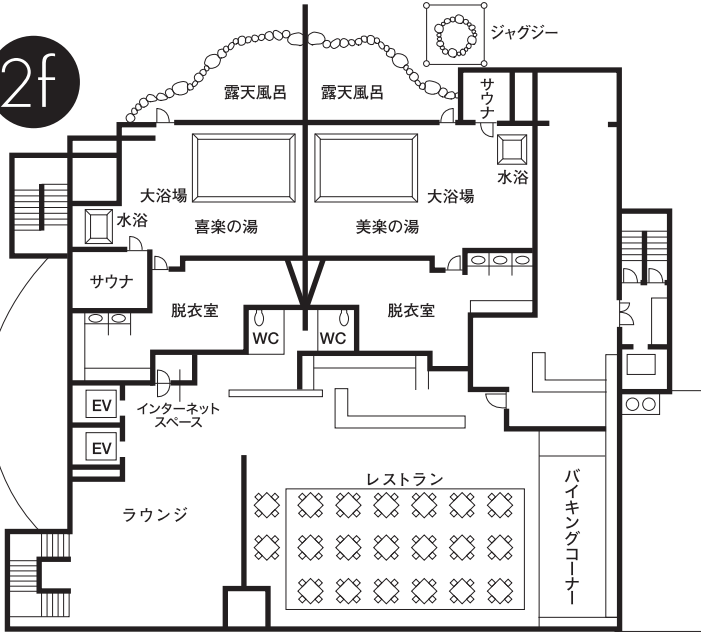 2f
ジャグジー
露天風呂
露天風呂
サウナ
水浴
大浴場
大浴場
水浴
喜楽の湯
美楽の湯
サウナ
脱衣室
脱衣室
WC
WC
EV
インターネット
スペース
EV
レストラン
ラウンジ
バイキングコーナー